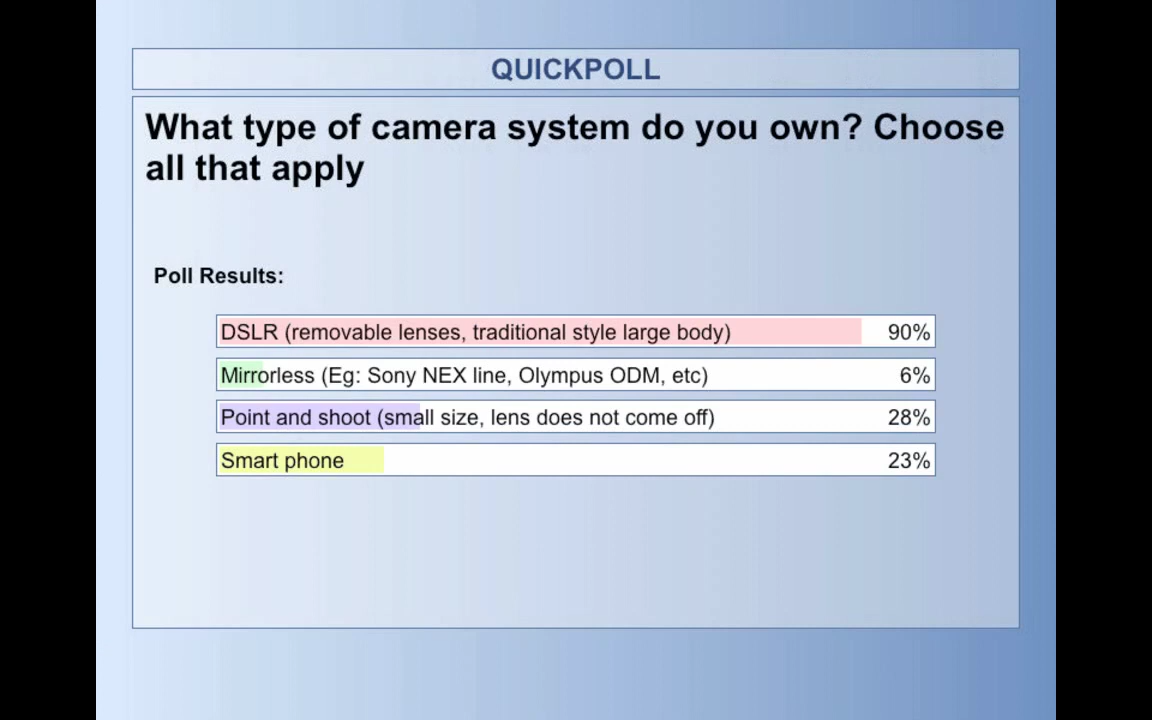 QUICKPOLL
What type of camera system do you own? Choose
all that apply
Poll Results:
DSLR (removable lenses, traditional style large body) 90%
Mirrorless (Eg: Sony NEX line, Olympus ODM, etc) 6%
Point and shoot (small size, lens does not come off) 28%
Smart phone 23%